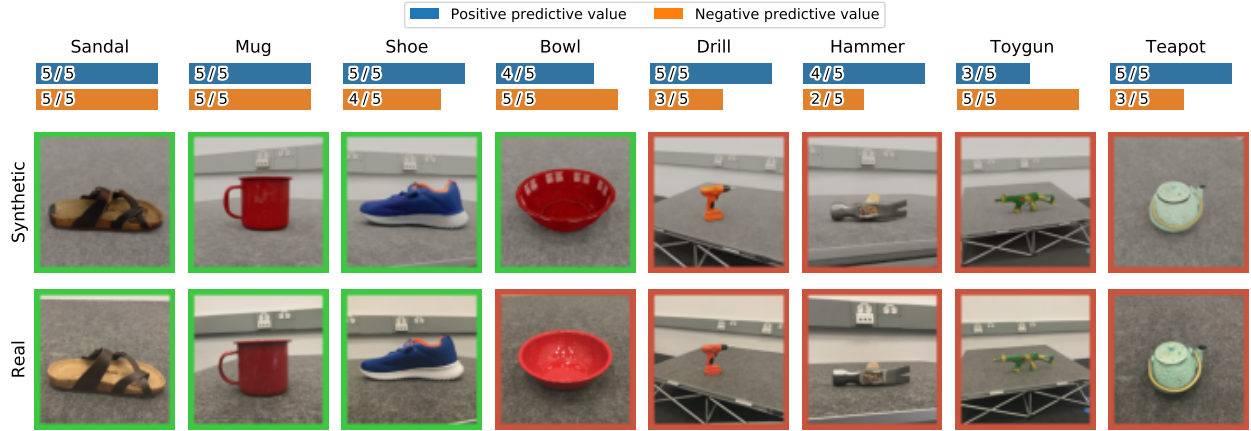 Positive predictive value Negative predictive value
Sandal Mug Shoe Bowl Drill Hammer Toygun Teapot
5 / 5 5 / 5 5 / 5 4 / 5 5 / 5 4 / 5 3 / 5 5 / 5
5 / 5 5 / 5 4 / 5 5 / 5 3 / 5 2 / 5 5 / 5 3 / 5
Synthetic
Real